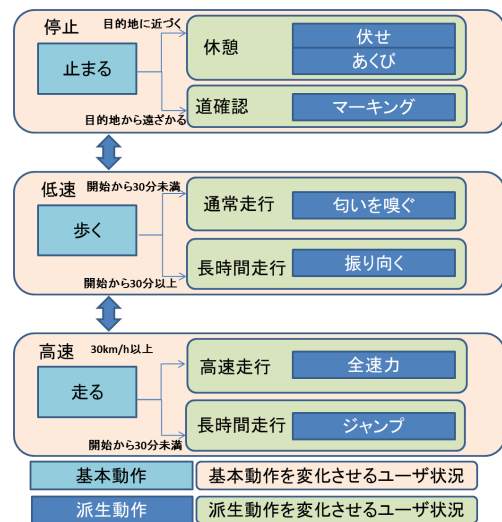 停止
目的地に近づく
止まる
休憩
伏せ
あくび
道確認
マーキング
目的地から遠ざかる
低速
開始から30分未満
歩く
通常走行
匂いを嗅ぐ
長時間走行
振り向く
開始から30分以上
高速
30km/h以上
走る
高速走行
全速力
長時間走行
ジャンプ
開始から30分未満
基本動作
基本動作を変化させるユーザ状況
派生動作
派生動作を変化させるユーザ状況